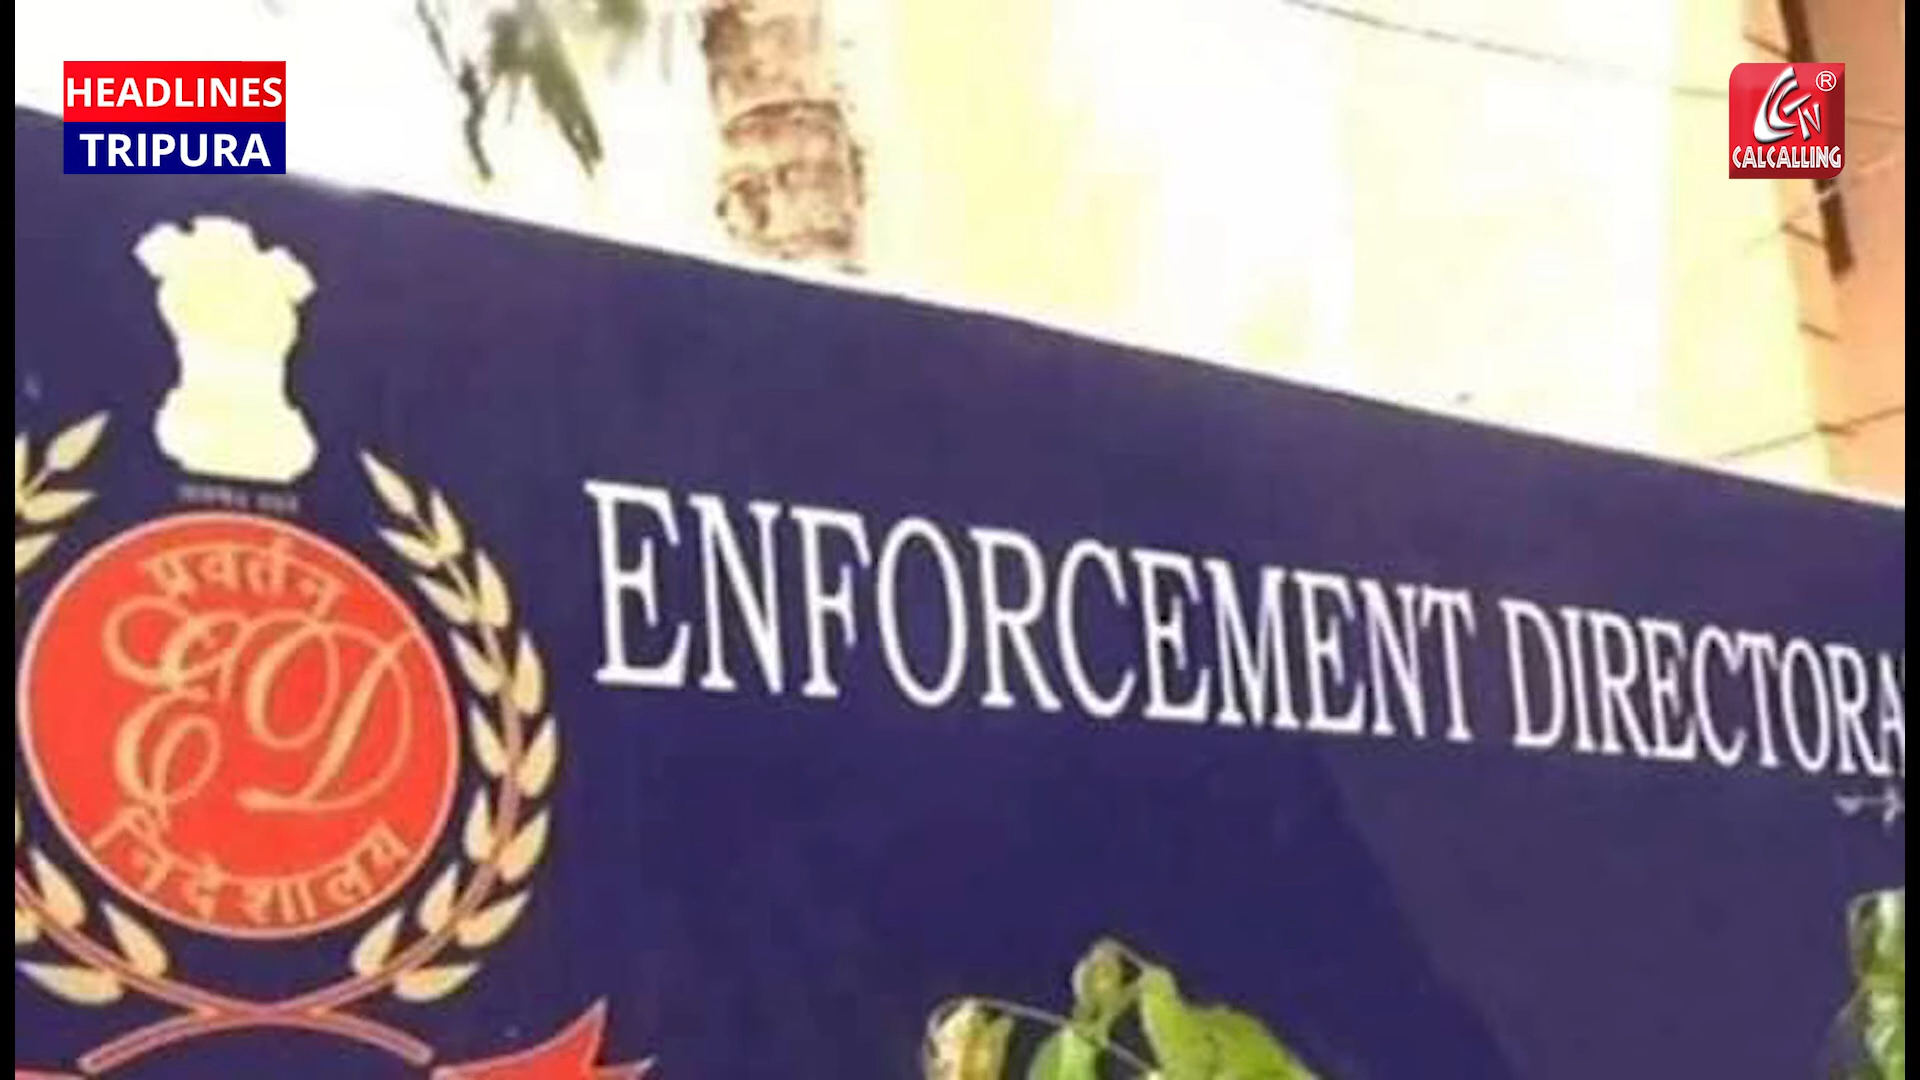 HEADLINES
TRIPURA
CALCALLING
प्रवर्तन
ED
निदेशालय
ENFORCEMENT DIRECTORA